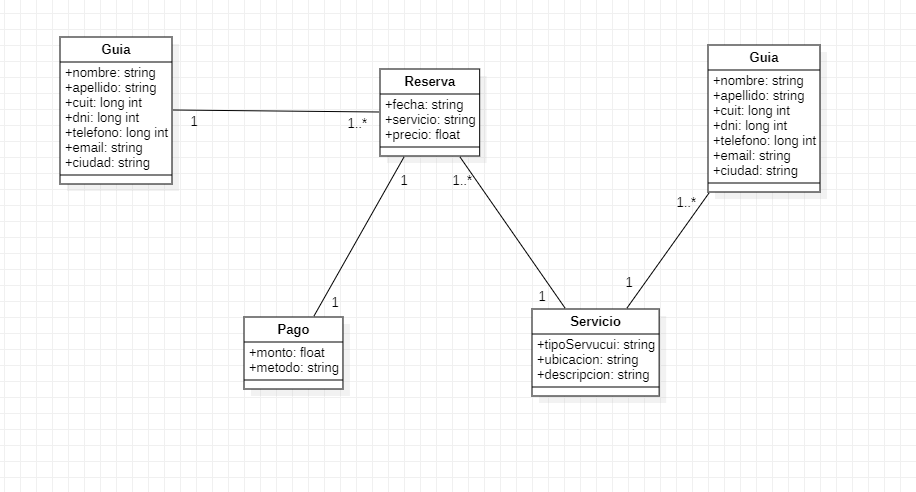 Guia
+nombre: string
+apellido: string
+cuit: long int
+dni: long int
+telefono: long int
+email: string
+ciudad: string
1
1..*
Reserva
+fecha: string
+servicio: string
+precio: float
1
1..*
Guia
+nombre: string
+apellido: string
+cuit: long int
+dni: long int
+telefono: long int
+email: string
+ciudad: string
1..*
1
1
1
Pago
+monto: float
+metodo: string
Servicio
+tipoServucui: string
+ubicacion: string
+descripcion: string